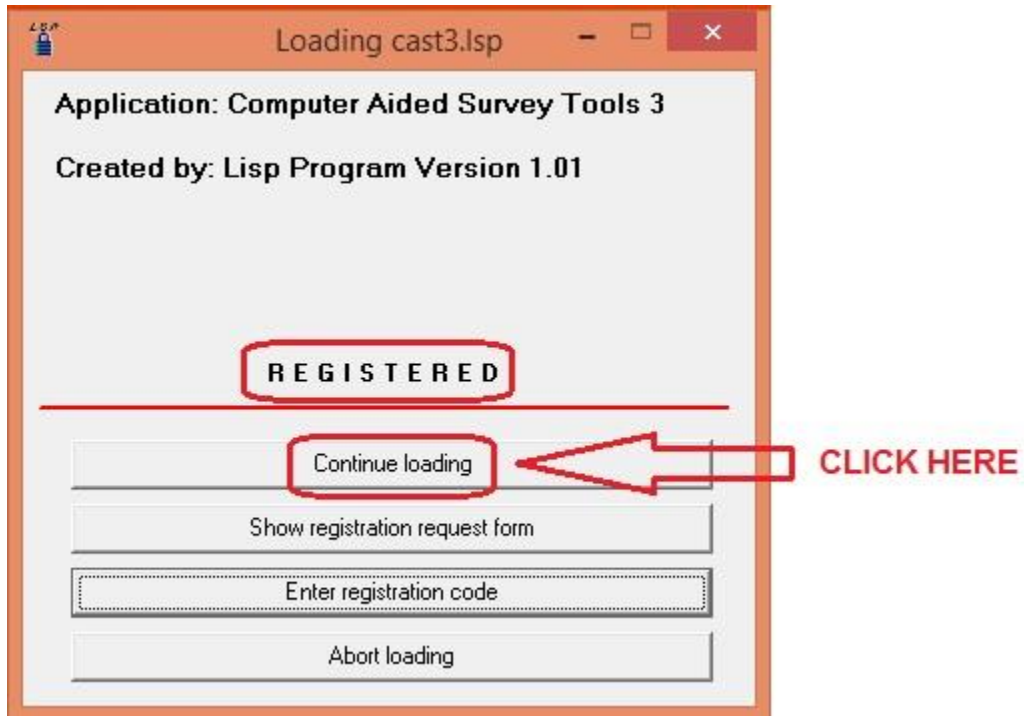 LSP
Loading cast3.lsp
Application: Computer Aided Survey Tools 3
Created by: Lisp Program Version 1.01
REGISTERED
Continue loading
CLICK HERE
Show registration request form
Enter registration code
Abort loading